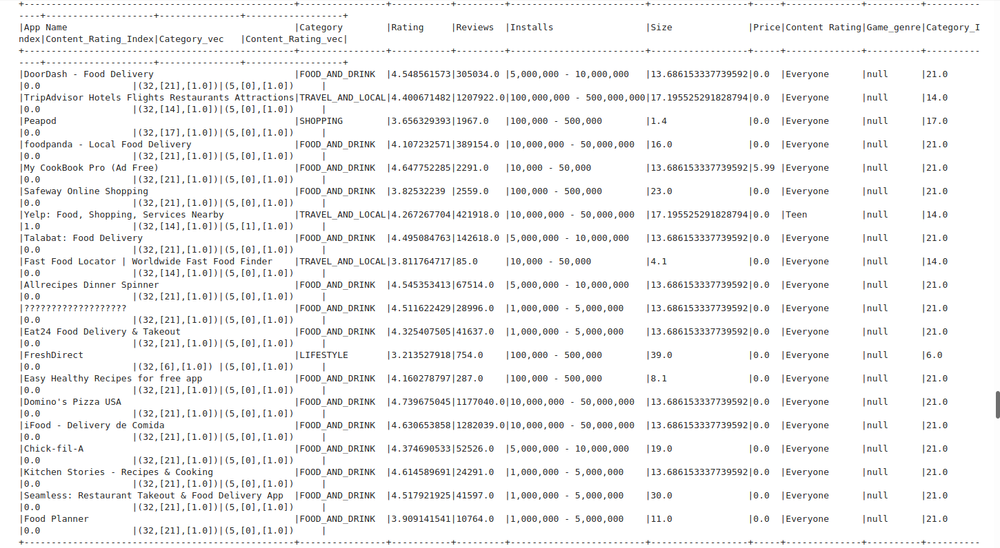 +--------------------------------------------------+----------------+----------+---------+--------------------------+------------------+-----+--------------+----------+----------
----+--------------------+---------------+------------------+
|App Name                                          |Category        |Rating     |Reviews  |Installs                 |Size              |Price|Content Rating|Game_genre|Category_I
ndex|Content_Rating_Index|Category_vec   |Content_Rating_vec|
+--------------------------------------------------+----------------+----------+---------+--------------------------+------------------+-----+--------------+----------+----------
----+--------------------+---------------+------------------+
|DoorDash - Food Delivery                          |FOOD_AND_DRINK  |4.548561573|305034.0 |5,000,000 - 10,000,000   |13.686153337739592|0.0  |Everyone      |null      |21.0
|0.0                 |(32,[21],[1.0])|(5,[0],[1.0])     |
|TripAdvisor Hotels Flights Restaurants Attractions|TRAVEL_AND_LOCAL|4.400671482|1207922.0|100,000,000 - 500,000,000|17.195525291828794|0.0  |Everyone      |null      |14.0
|0.0                 |(32,[14],[1.0])|(5,[0],[1.0])     |
|Peapod                                            |SHOPPING        |3.656329393|1967.0   |100,000 - 500,000        |1.4               |0.0  |Everyone      |null      |17.0
|0.0                 |(32,[17],[1.0])|(5,[0],[1.0])     |
|foodpanda - Local Food Delivery                   |FOOD_AND_DRINK  |4.107232571|389154.0 |10,000,000 - 50,000,000  |16.0              |0.0  |Everyone      |null      |21.0
|0.0                 |(32,[21],[1.0])|(5,[0],[1.0])     |
|My CookBook Pro (Ad Free)                         |FOOD_AND_DRINK  |4.647752285|2291.0   |10,000 - 50,000          |13.686153337739592|5.99 |Everyone      |null      |21.0
|0.0                 |(32,[21],[1.0])|(5,[0],[1.0])     |
|Safeway Online Shopping                           |FOOD_AND_DRINK  |3.82532239 |2559.0   |100,000 - 500,000        |23.0              |0.0  |Everyone      |null      |21.0
|0.0                 |(32,[21],[1.0])|(5,[0],[1.0])     |
|Yelp: Food, Shopping, Services Nearby             |TRAVEL_AND_LOCAL|4.267267704|421918.0 |10,000,000 - 50,000,000  |17.195525291828794|0.0  |Teen          |null      |14.0
|1.0                 |(32,[14],[1.0])|(5,[1],[1.0])     |
|Talabat: Food Delivery                            |FOOD_AND_DRINK  |4.495084763|142618.0 |5,000,000 - 10,000,000   |13.686153337739592|0.0  |Everyone      |null      |21.0
|0.0                 |(32,[21],[1.0])|(5,[0],[1.0])     |
|Fast Food Locator | Worldwide Fast Food Finder    |TRAVEL_AND_LOCAL|3.811764717|85.0     |10,000 - 50,000          |4.1               |0.0  |Everyone      |null      |14.0
|0.0                 |(32,[14],[1.0])|(5,[0],[1.0])     |
|Allrecipes Dinner Spinner                         |FOOD_AND_DRINK  |4.545353413|67514.0  |5,000,000 - 10,000,000   |13.686153337739592|0.0  |Everyone      |null      |21.0
|0.0                 |(32,[21],[1.0])|(5,[0],[1.0])     |
|???????????????????                               |FOOD_AND_DRINK  |4.511622429|28996.0  |1,000,000 - 5,000,000    |13.686153337739592|0.0  |Everyone      |null      |21.0
|0.0                 |(32,[21],[1.0])|(5,[0],[1.0])     |
|Eat24 Food Delivery & Takeout                     |FOOD_AND_DRINK  |4.325407505|41637.0  |1,000,000 - 5,000,000    |13.686153337739592|0.0  |Everyone      |null      |21.0
|0.0                 |(32,[21],[1.0])|(5,[0],[1.0])     |
|FreshDirect                                       |LIFESTYLE       |3.213527918|754.0    |100,000 - 500,000        |39.0              |0.0  |Everyone      |null      |6.0
|0.0                 |(32,[6],[1.0]) |(5,[0],[1.0])     |
|Easy Healthy Recipes for free app                 |FOOD_AND_DRINK  |4.160278797|287.0    |100,000 - 500,000        |8.1               |0.0  |Everyone      |null      |21.0
|0.0                 |(32,[21],[1.0])|(5,[0],[1.0])     |
|Domino's Pizza USA                                |FOOD_AND_DRINK  |4.739675045|1177040.0|10,000,000 - 50,000,000  |13.686153337739592|0.0  |Everyone      |null      |21.0
|0.0                 |(32,[21],[1.0])|(5,[0],[1.0])     |
|iFood - Delivery de Comida                        |FOOD_AND_DRINK  |4.630653858|1282039.0|10,000,000 - 50,000,000  |13.686153337739592|0.0  |Everyone      |null      |21.0
|0.0                 |(32,[21],[1.0])|(5,[0],[1.0])     |
|Chick-fil-A                                       |FOOD_AND_DRINK  |4.374690533|52526.0  |5,000,000 - 10,000,000   |19.0              |0.0  |Everyone      |null      |21.0
|0.0                 |(32,[21],[1.0])|(5,[0],[1.0])     |
|Kitchen Stories - Recipes & Cooking               |FOOD_AND_DRINK  |4.614589691|24291.0  |1,000,000 - 5,000,000    |13.686153337739592|0.0  |Everyone      |null      |21.0
|0.0                 |(32,[21],[1.0])|(5,[0],[1.0])     |
|Seamless: Restaurant Takeout & Food Delivery App  |FOOD_AND_DRINK  |4.517921925|41597.0  |1,000,000 - 5,000,000    |30.0              |0.0  |Everyone      |null      |21.0
|0.0                 |(32,[21],[1.0])|(5,[0],[1.0])     |
|Food Planner                                      |FOOD_AND_DRINK  |3.909141541|10764.0  |1,000,000 - 5,000,000    |11.0              |0.0  |Everyone      |null      |21.0
|0.0                 |(32,[21],[1.0])|(5,[0],[1.0])     |
+--------------------------------------------------+----------------+----------+---------+--------------------------+------------------+-----+--------------+----------+----------